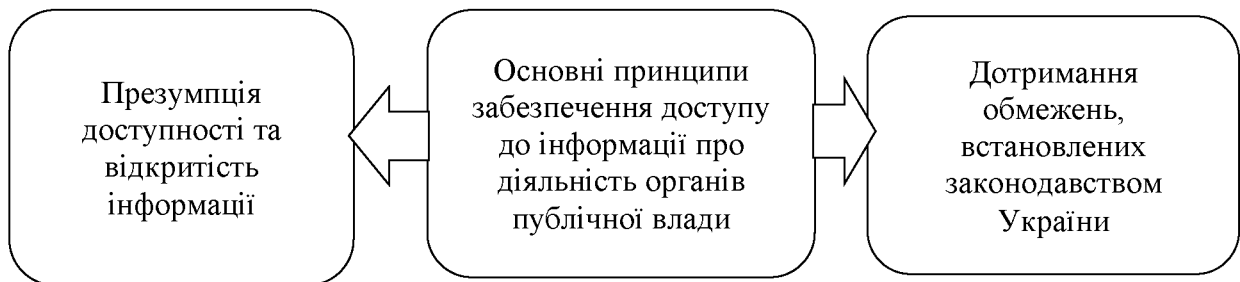 Презумпція
доступності та
відкритість
інформації
Основні принципи
забезпечення доступу
до інформації про
діяльність органів
публічної влади
Дотримання
обмежень,
встановлених
законодавством
України